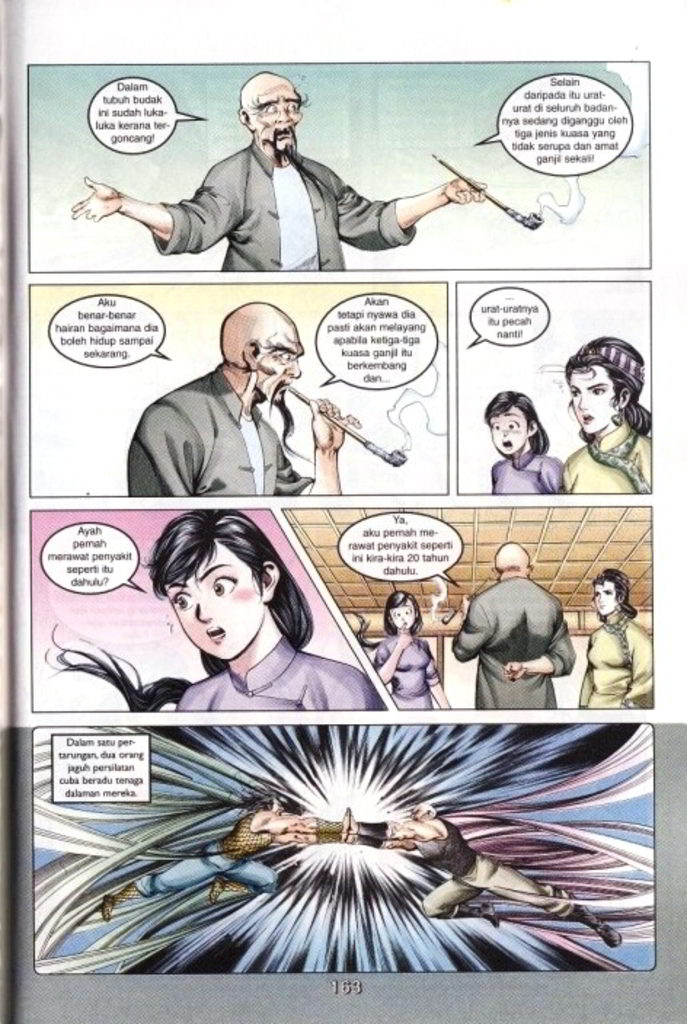 Dalam
tubuh budak
ini sudah luka-
luka kerana ter-
goncang!
Selain
daripada itu urat-
urat di seluruh badan-
nya sedang diganggu oleh
tiga jenis kuasa yang
tidak serupa dan amat
ganjil sekali!
Aku
benar-benar
hairan bagaimana dia
boleh hidup sampai
sekarang.
Akan
tetapi nyawa dia
pasti akan melayang
apabila ketiga-tiga
kuasa ganjil itu
berkembang
dan...
...
urat-uratnya
itu pecah
nanti!
Ayah
pernah
merawat penyakit
seperti itu
dahulu?
Ya,
aku pernah me-
rawat penyakit seperti
ini kira-kira 20 tahun
dahulu.
Dalam satu per-
tarungan, dua orang
jaguh persilatan
cuba beradu tenaga
dalaman mereka.
163